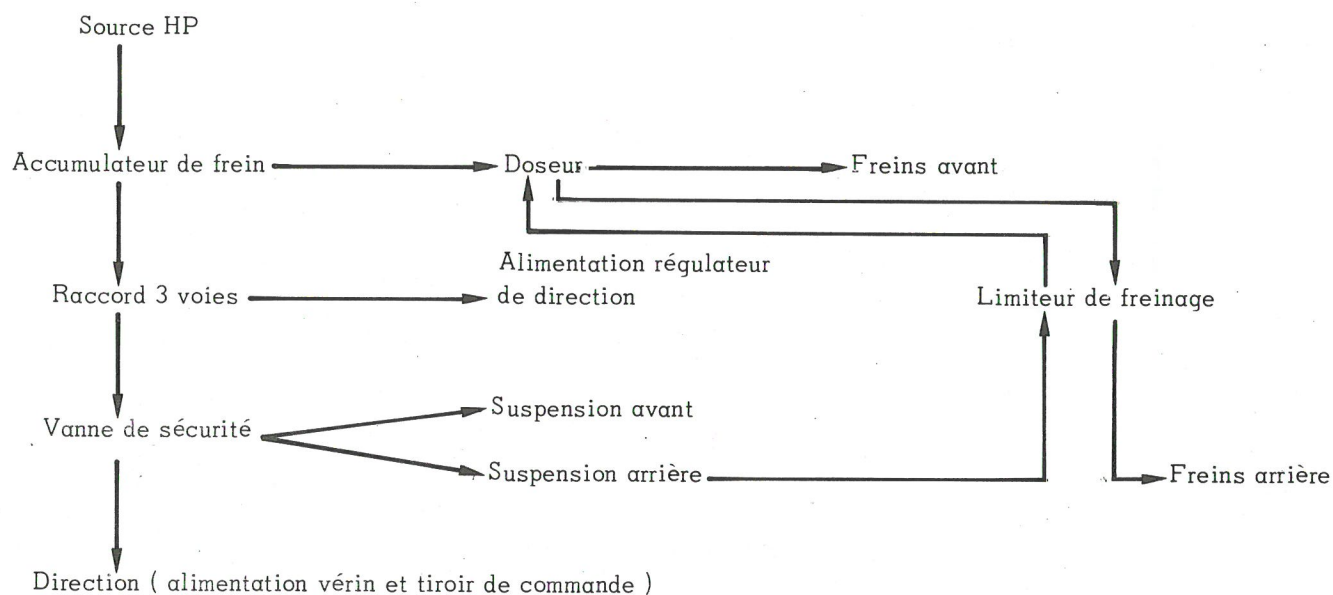 Source HP
Accumulateur de frein
Doseur
Freins avant
Alimentation régulateur
de direction
Raccord 3 voies
Limiteur de freinage
Suspension avant
Vanne de sécurité
Suspension arrière
Freins arrière
Direction ( alimentation vérin et tiroir de commande )